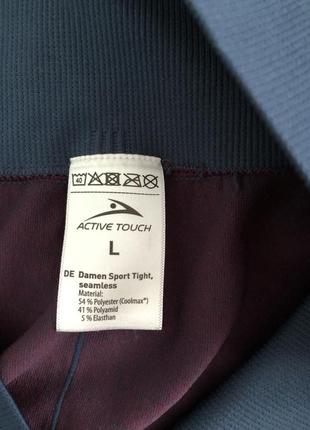 40
ACTIVE TOUCH
L
DE Damen Sport Tight,
seamless
Material:
54 % Polyester (Coolmax®)
41 % Polyamid
5 % Elasthan